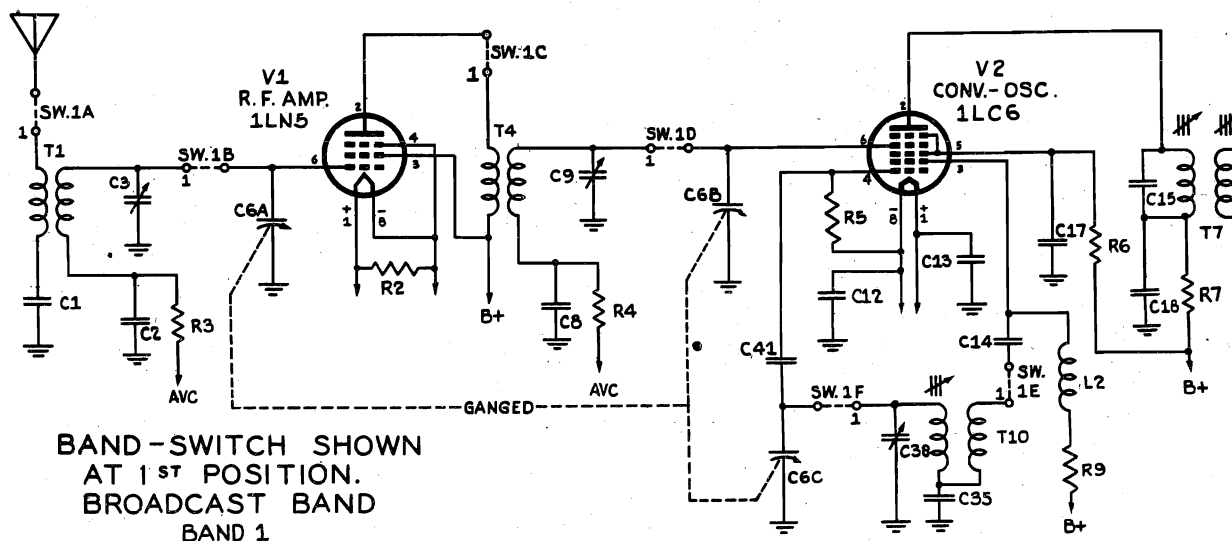 SW.1A
1
T1
C1
C3
C2
R3
AVC
SW.1B
1
C6A
V1
R.F. AMP.
1LN5
2
4
3
6
+
1
-
8
R2
SW.1C
1
T4
B+
C9
C8
R4
AVC
SW.1D
1
C6B
V2
CONV.-OSC.
1LC6
2
6
5
3
4
-
8
+
1
R5
C12
C13
C17
R6
C15
T7
C18
R7
B+
C41
C14
SW.
1E
1
L2
SW.1F
1
C38
T10
C35
R9
B+
C6C
GANGED
BAND-SWITCH SHOWN
AT 1ST POSITION.
BROADCAST BAND
BAND 1